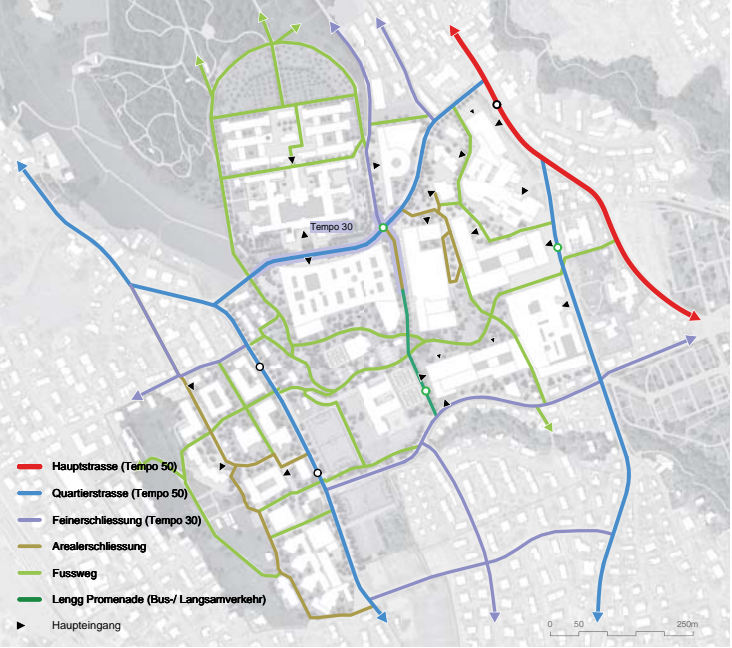 Tempo 30
Hauptstrasse (Tempo 50)
Quartierstrasse (Tempo 50)
Feinerschliessung (Tempo 30)
Arealerschliessung
Fussweg
Lengg Promenade (Bus-/ Langsamverkehr)
Haupteingang
0 50 250m